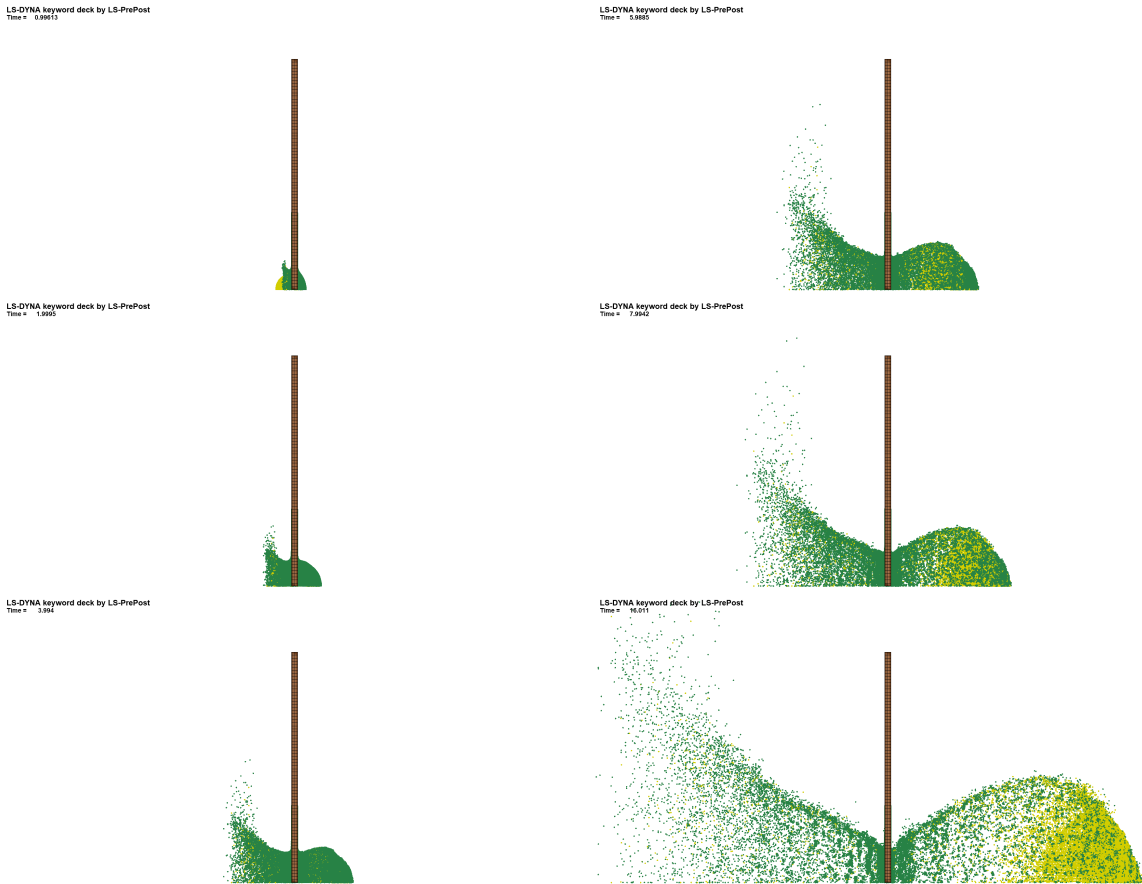 LS-DYNA keyword deck by LS-PrePost
Time = 0.99613
LS-DYNA keyword deck by LS-PrePost
Time = 5.9885
LS-DYNA keyword deck by LS-PrePost
Time = 1.9995
LS-DYNA keyword deck by LS-PrePost
Time = 7.9942
LS-DYNA keyword deck by LS-PrePost
Time = 3.994
LS-DYNA keyword deck by LS-PrePost
Time = 16.011